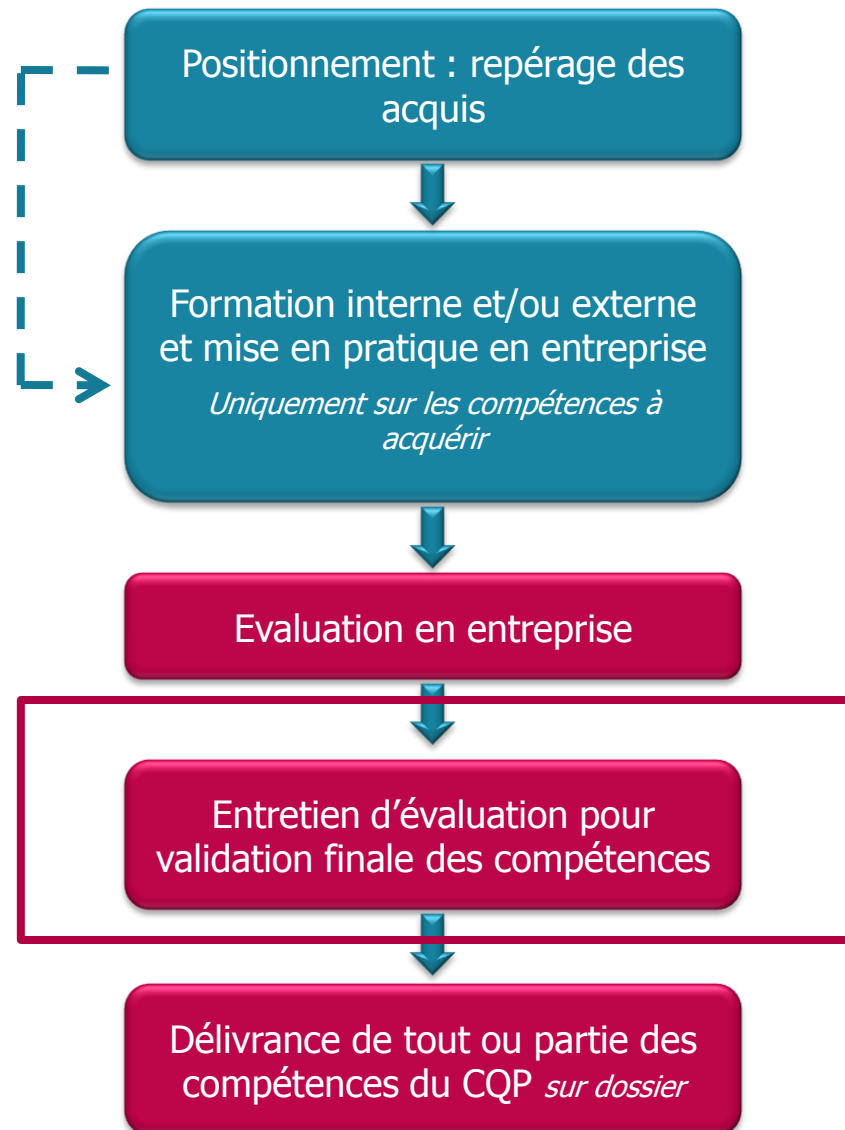 Positionnement : repérage des
acquis
Formation interne et/ou externe
et mise en pratique en entreprise
Uniquement sur les compétences à
acquérir
Evaluation en entreprise
Entretien d’évaluation pour
validation finale des compétences
Délivrance de tout ou partie des
compétences du CQP sur dossier